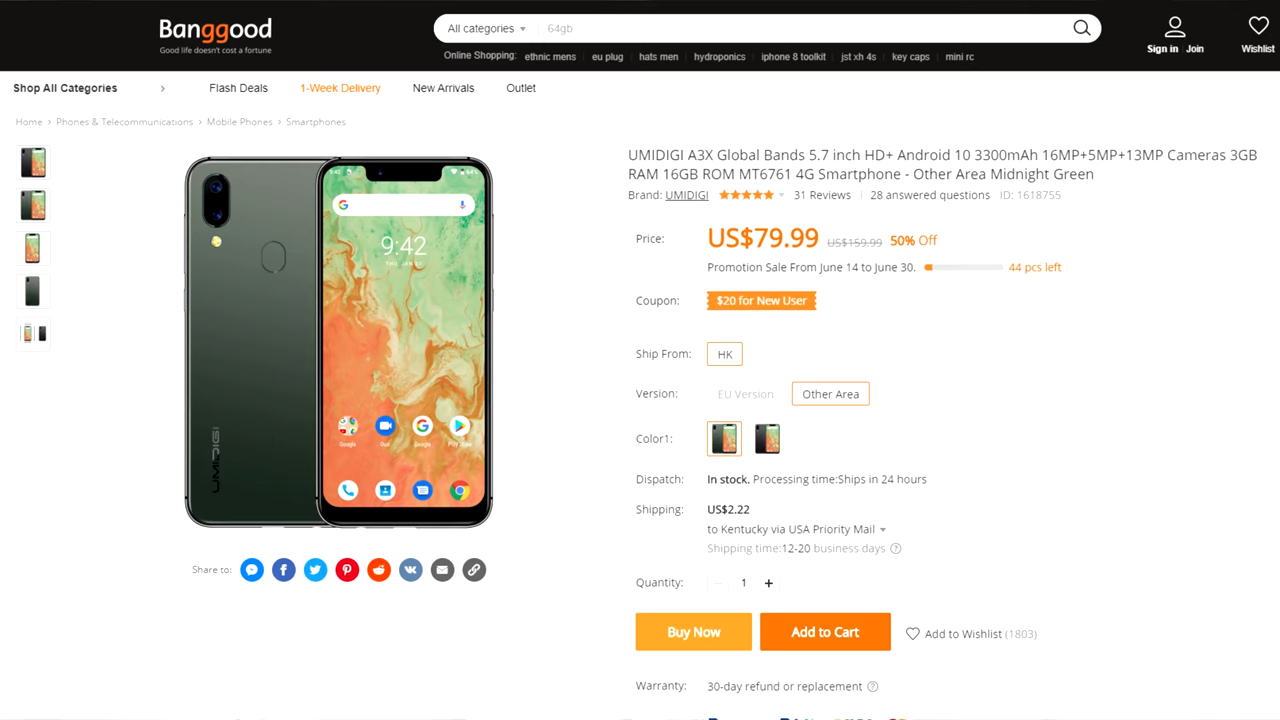 Banggood
Good life doesn't cost a fortune
All categories
64gb
Online Shopping: ethnic mens eu plug hats men hydroponics iphone 8 toolkit jst xh 4s key caps mini rc
Sign in Join
Wishlist
Shop All Categories > Flash Deals 1-Week Delivery New Arrivals Outlet
Home > Phones & Telecommunications > Mobile Phones > Smartphones
UMIDIGI A3X Global Bands 5.7 inch HD+ Android 10 3300mAh 16MP+5MP+13MP Cameras 3GB
RAM 16GB ROM MT6761 4G Smartphone - Other Area Midnight Green
Brand: UMIDIGI 31 Reviews 28 answered questions ID: 1618755
Price: US$79.99 US$159.99 50% Off
Promotion Sale From June 14 to June 30. 44 pcs left
Coupon: $20 for New User
Ship From: HK
Version: EU Version Other Area
Color1:
Dispatch: In stock. Processing time:Ships in 24 hours
Shipping: US$2.22
to Kentucky via USA Priority Mail
Shipping time:12-20 business days ?
Quantity: − 1 +
Buy Now Add to Cart Add to Wishlist (1803)
Warranty: 30-day refund or replacement ?
9:42
Google Duo Google Play Store
UMIDIGI
Share to: